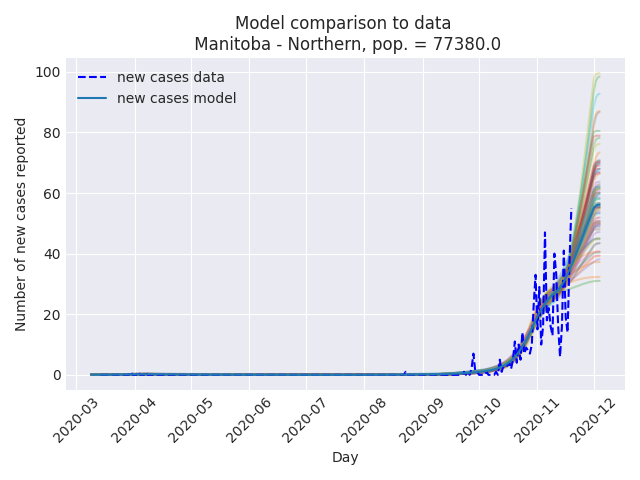 Model comparison to data
Manitoba - Northern, pop. = 77380.0
new cases data
new cases model
Number of new cases reported
100
80
60
40
20
0
2020-03
2020-04
2020-05
2020-06
2020-07
2020-08
2020-09
2020-10
2020-11
2020-12
Day